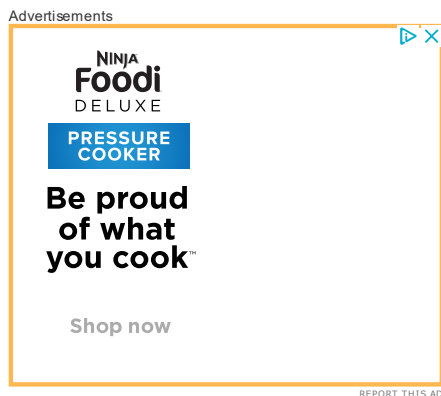 Advertisements
NINJA
Foodi
DELUXE
PRESSURE
COOKER
Be proud
of what
you cook™
Shop now
REPORT THIS AD